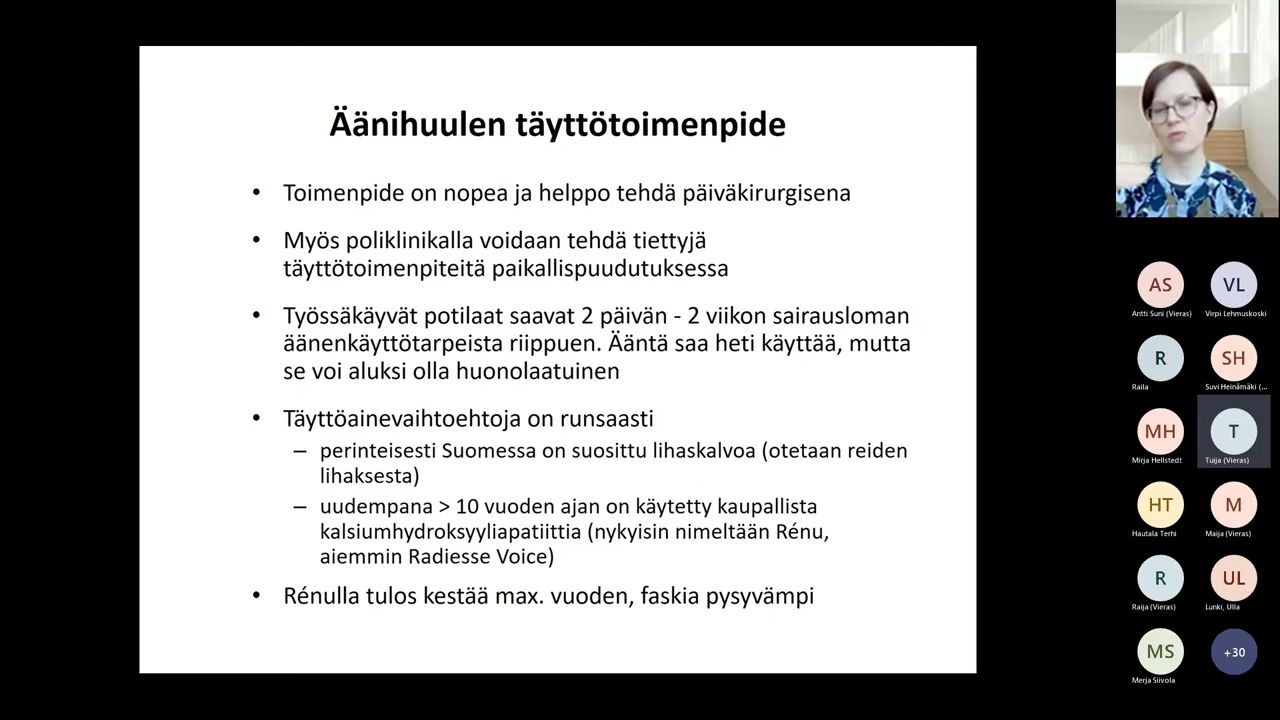 Äänihuulen täyttötoimenpide
• Toimenpide on nopea ja helppo tehdä päiväkirurgisena
• Myös poliklinikalla voidaan tehdä tiettyjä
täyttötoimenpiteitä paikallispuudutuksessa
• Työssäkäyvät potilaat saavat 2 päivän - 2 viikon sairausloman
äänenkäyttötarpeista riippuen. Ääntä saa heti käyttää, mutta
se voi aluksi olla huonolaatuinen
• Täyttöainevaihtoehtoja on runsaasti
– perinteisesti Suomessa on suosittu lihaskalvoa (otetaan reiden
lihaksesta)
– uudempana > 10 vuoden ajan on käytetty kaupallista
kalsiumhydroksyyliapatiittia (nykyisin nimeltään Rénu,
aiemmin Radiesse Voice)
• Rénulla tulos kestää max. vuoden, faskia pysyvämpi
AS
Antti Suni (Vieras)
VL
Virpi Lehmuskoski
R
Raila
SH
Suvi Heinämäki (...
MH
Mirja Hellstedt
T
Tuija (Vieras)
HT
Hautala Terhi
M
Maija (Vieras)
R
Raija (Vieras)
UL
Lunki, Ulla
MS
Merja Siivola
+30